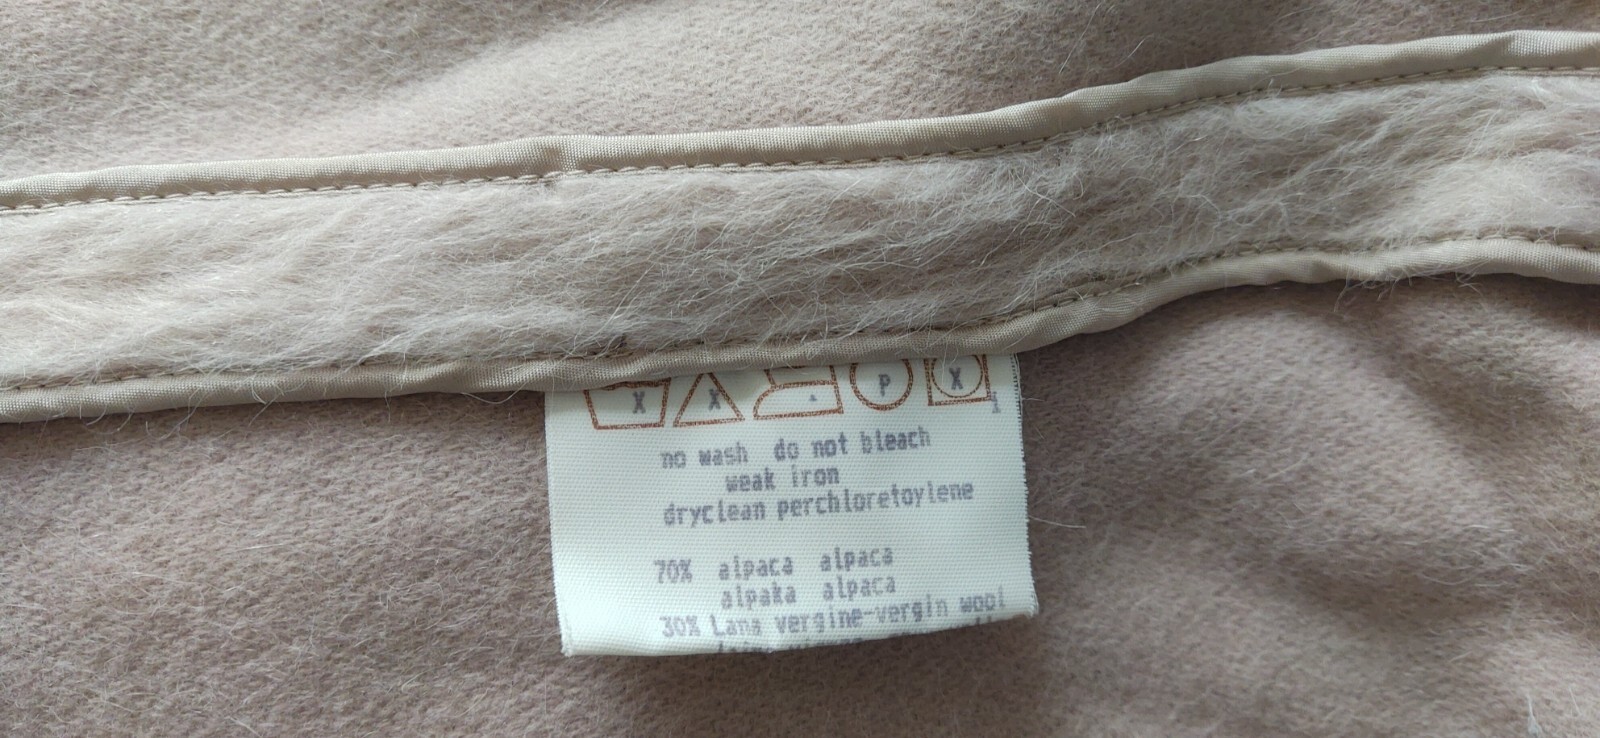 X X P X
1
no wash do not bleach
weak iron
dryclean perchloretoylene
70% alpaca alpaca
alpaka alpaca
30% Lana vergine-vergin wool